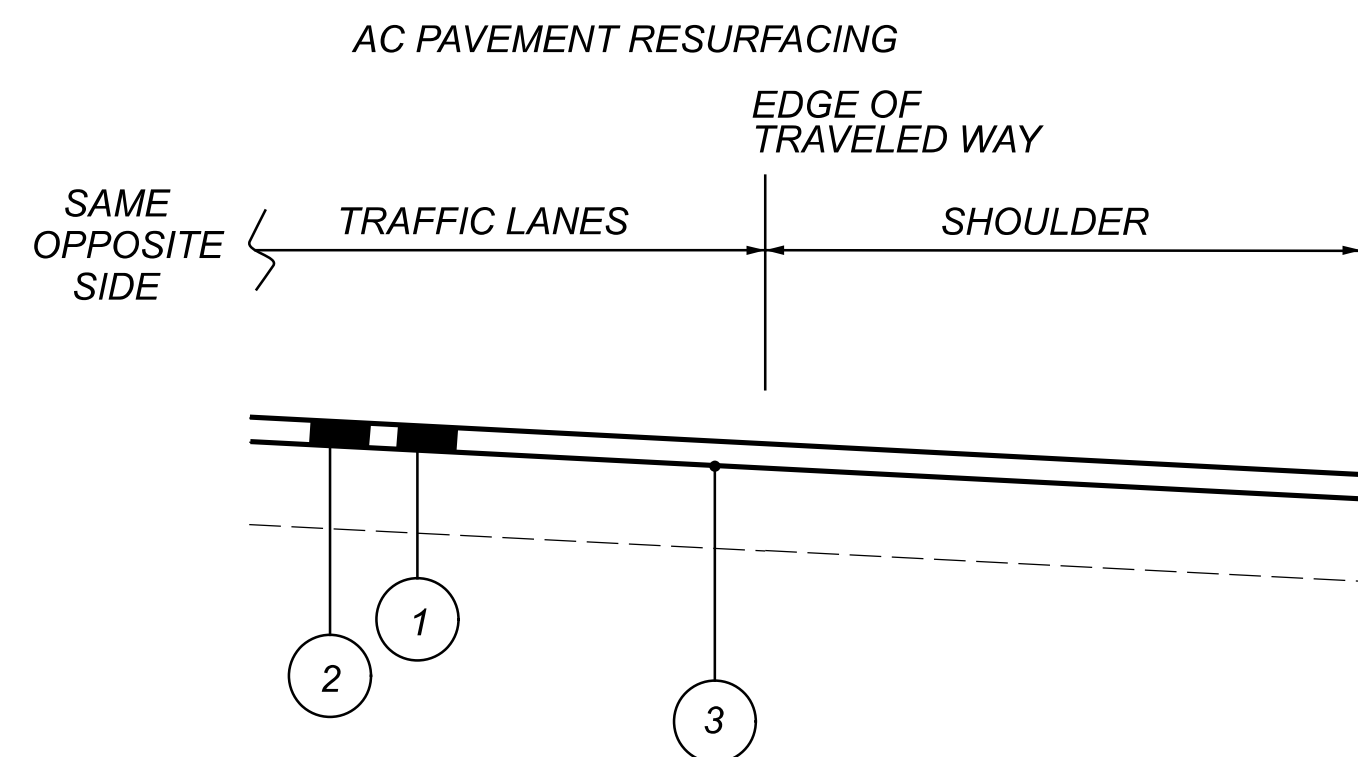 AC PAVEMENT RESURFACING
EDGE OF
TRAVELED WAY
SAME
OPPOSITE
SIDE
TRAFFIC LANES
SHOULDER
1
2
3